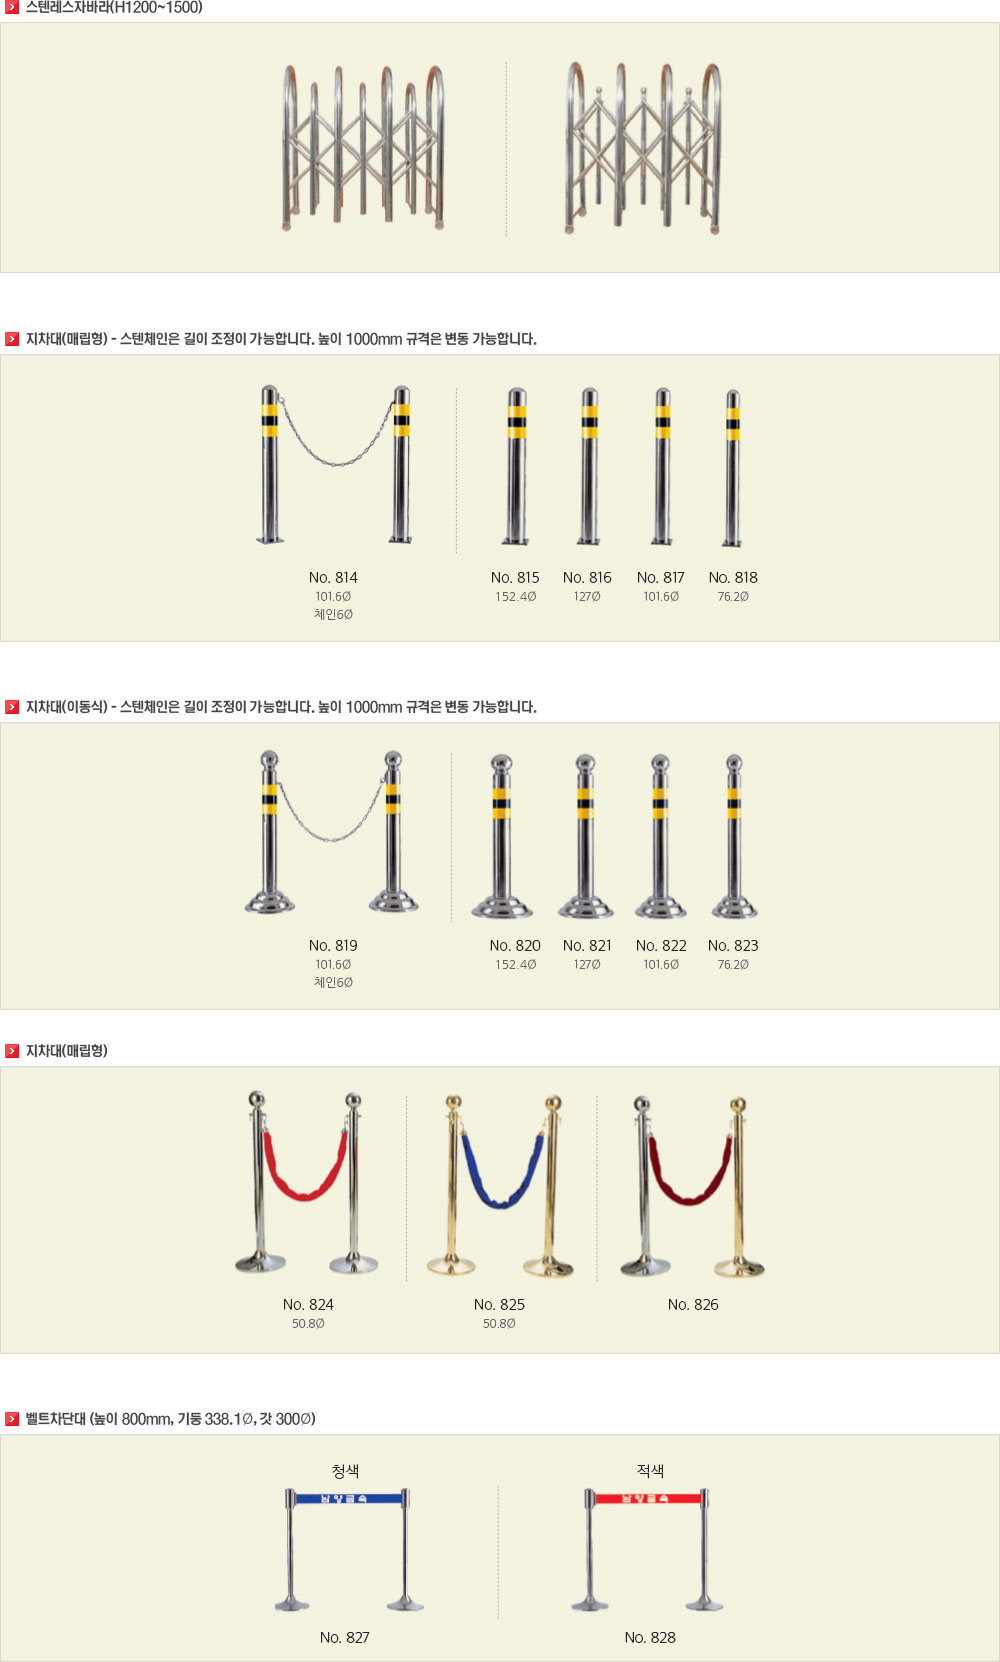 스텐레스자바라(H1200~1500)
지차대(매립형) - 스텐체인은 길이 조정이 가능합니다. 높이 1000mm 규격은 변동 가능합니다.
No. 814
101.6Ø
체인6Ø
No. 815 No. 816 No. 817 No. 818
152.4Ø 127Ø 101.6Ø 76.2Ø
지차대(이동식) - 스텐체인은 길이 조정이 가능합니다. 높이 1000mm 규격은 변동 가능합니다.
No. 819
101.6Ø
체인6Ø
No. 820 No. 821 No. 822 No. 823
152.4Ø 127Ø 101.6Ø 76.2Ø
지차대(매립형)
No. 824 No. 825 No. 826
50.8Ø 50.8Ø
벨트차단대 (높이 800mm, 기둥 338.1Ø, 갓 300Ø)
청색 적색
남양금속 남양금속
No. 827 No. 828